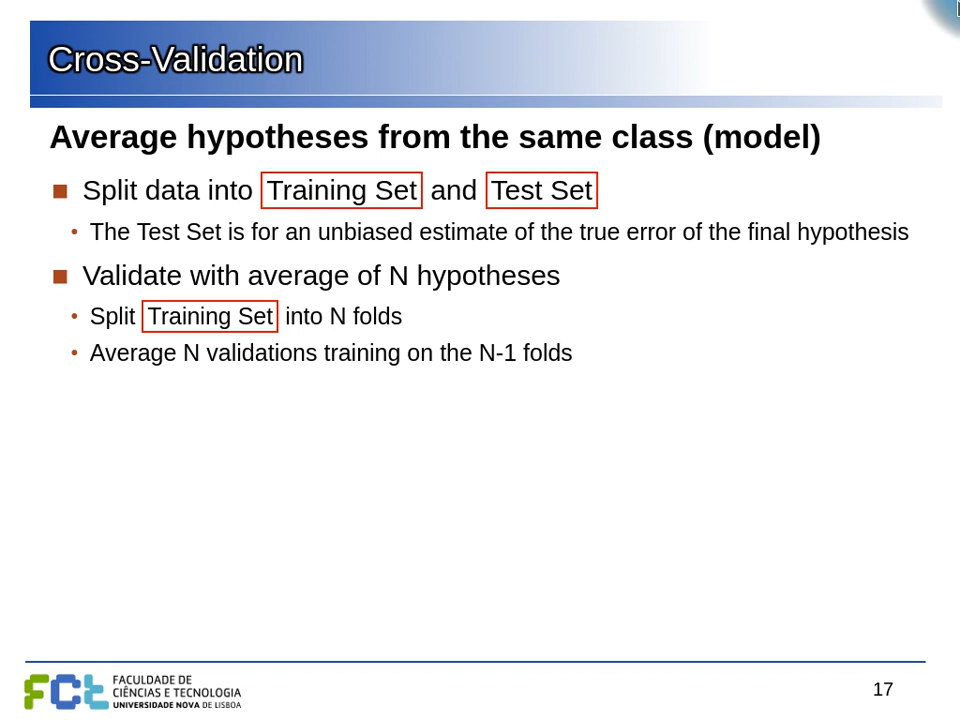 Cross-Validation
Average hypotheses from the same class (model)
Split data into Training Set and Test Set
• The Test Set is for an unbiased estimate of the true error of the final hypothesis
Validate with average of N hypotheses
• Split Training Set into N folds
• Average N validations training on the N-1 folds
FCt
FACULDADE DE
CIÊNCIAS E TECNOLOGIA
UNIVERSIDADE NOVA DE LISBOA
17